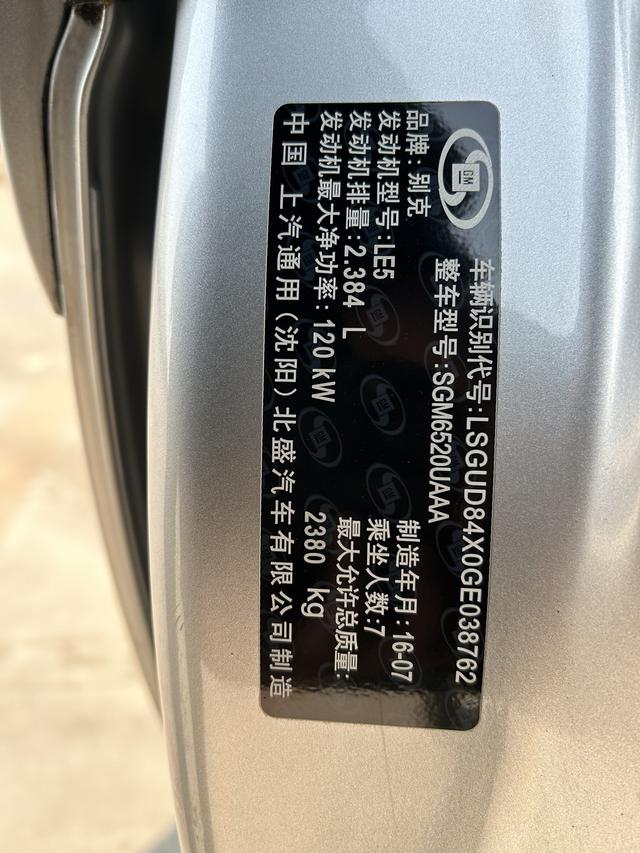 GM
车辆识别代号:LSGUD84X0GE038762
整车型号:SGM6520UAAA
品牌:别克
发动机型号:LE5
制造年月:16-07
发动机排量:2.384 L
乘坐人数:7
发动机最大净功率:120 kW
最大允许总质量:
2380 kg
中国 上汽通用(沈阳)北盛汽车有限公司制造